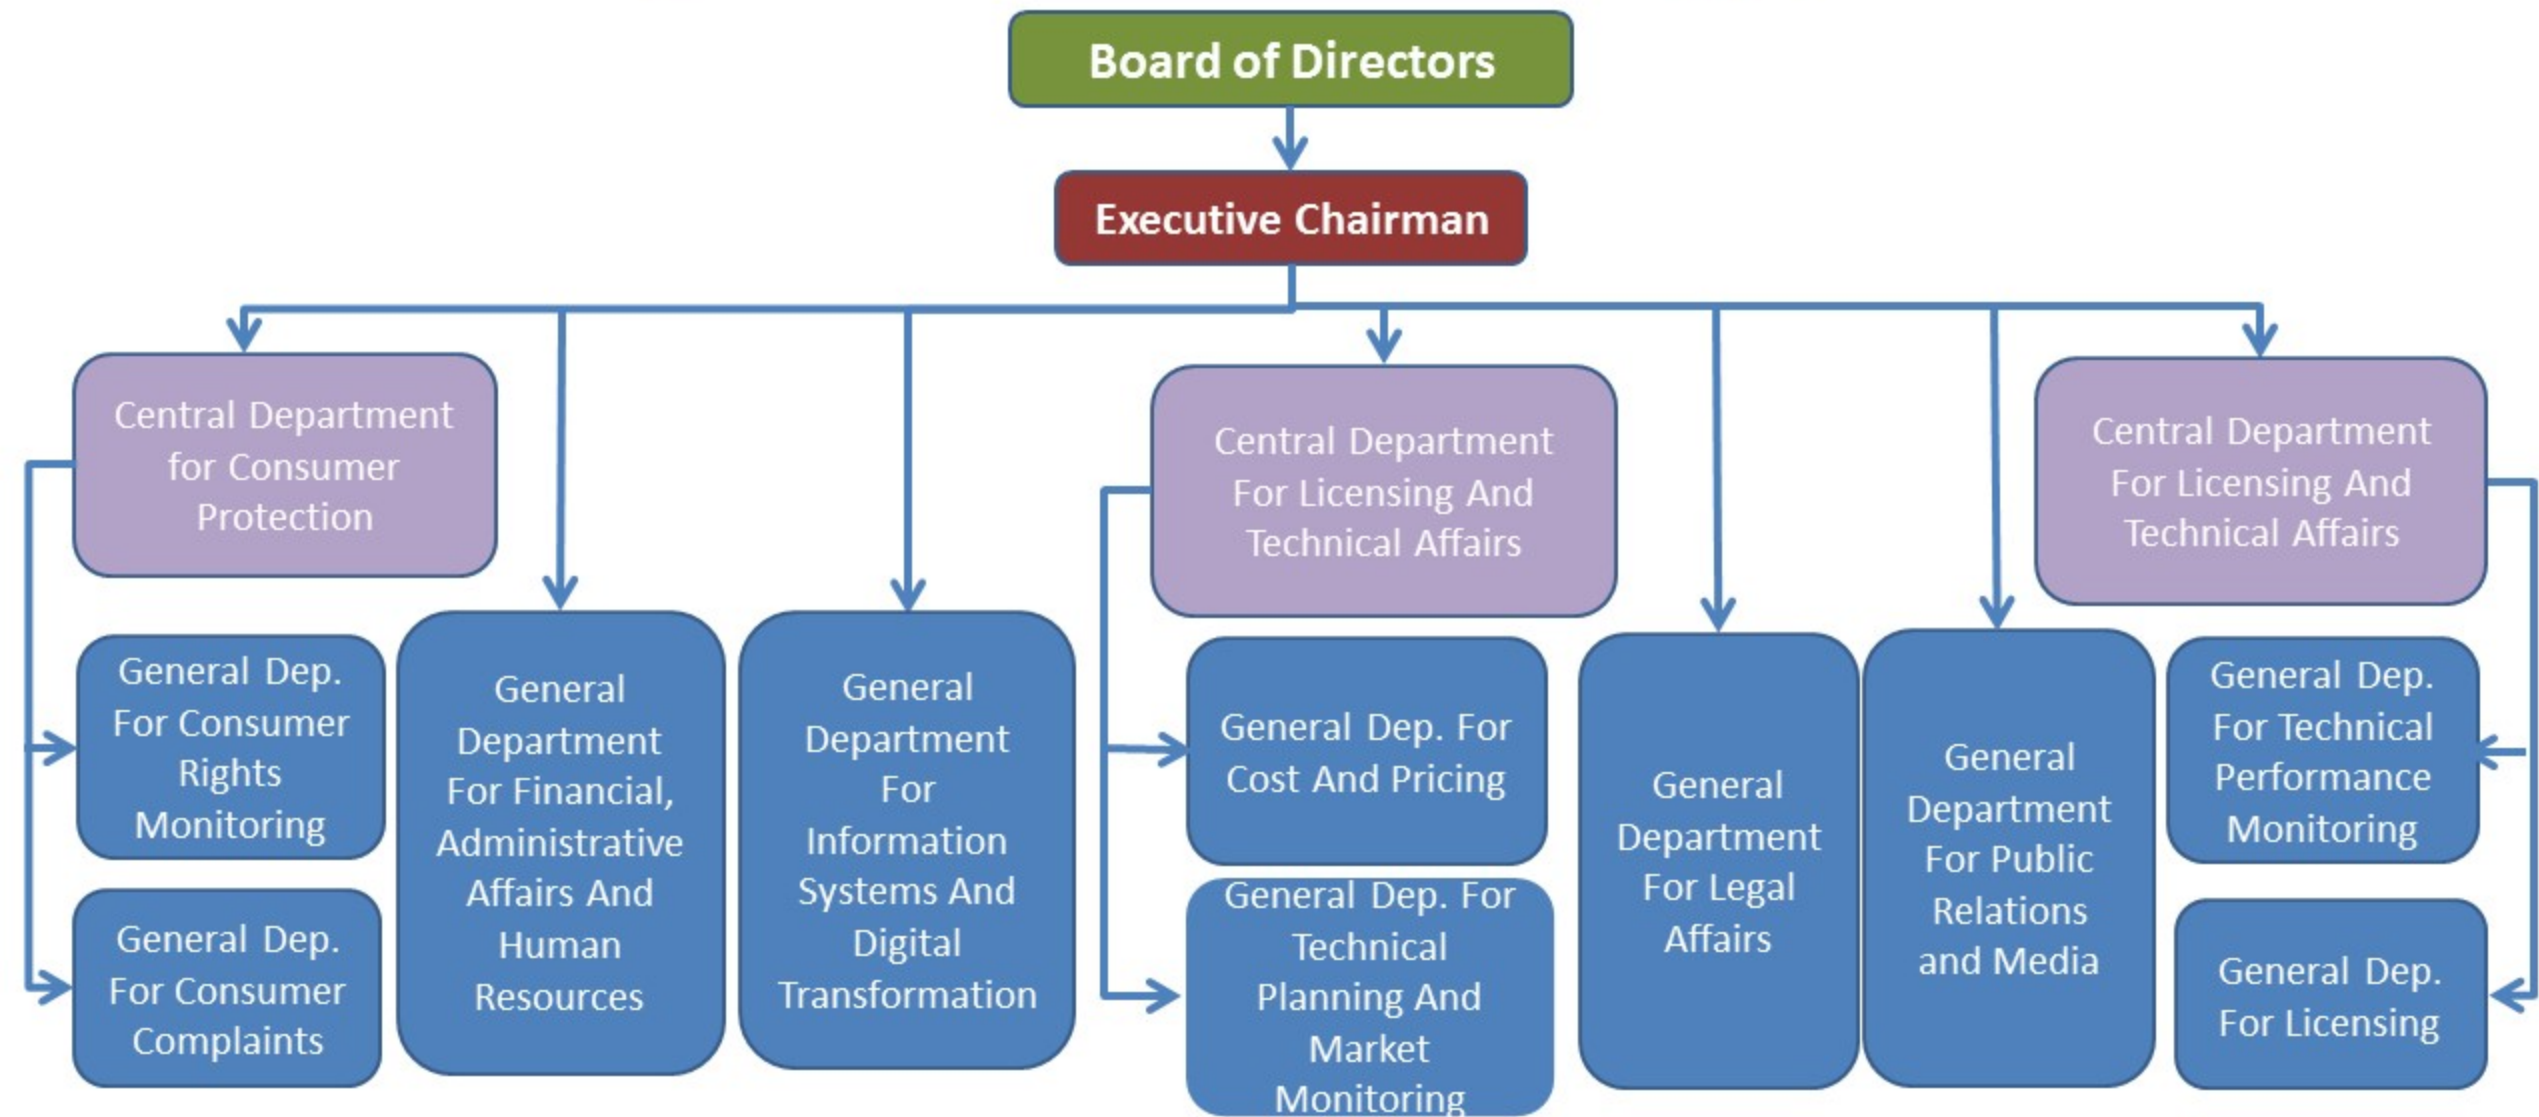 Board of Directors
Executive Chairman
Central Department
for Consumer
Protection
Central Department
For Licensing And
Technical Affairs
Central Department
For Licensing And
Technical Affairs
General Dep.
For Consumer
Rights
Monitoring
General Dep.
For Consumer
Complaints
General
Department
For Financial,
Administrative
Affairs And
Human
Resources
General
Department
For
Information
Systems And
Digital
Transformation
General Dep. For
Cost And Pricing
General Dep. For
Technical
Planning And
Market
Monitoring
General
Department
For Legal
Affairs
General
Department
For Public
Relations
and Media
General Dep.
For Technical
Performance
Monitoring
General Dep.
For Licensing